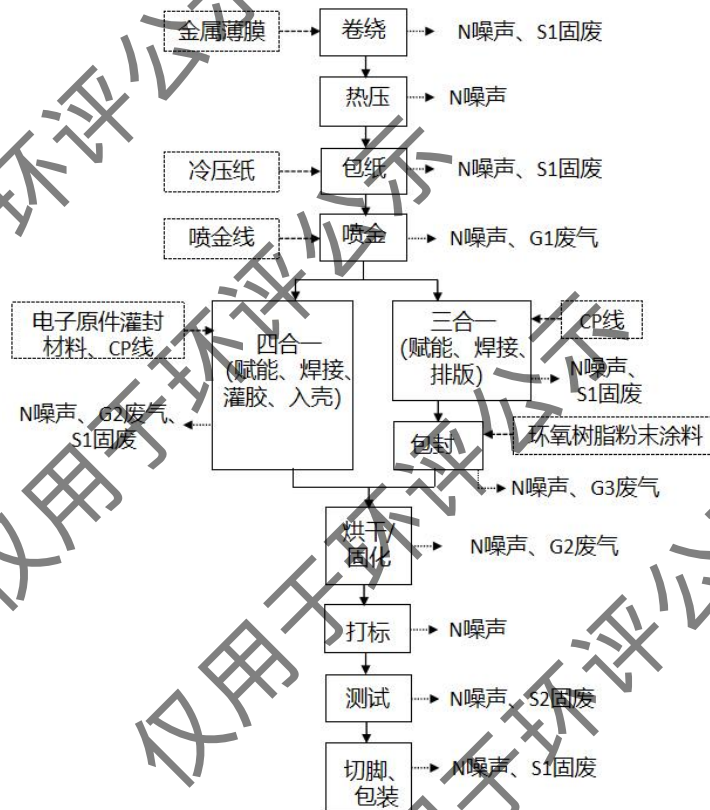 金属薄膜
卷绕
N噪声、S1固废
热压
N噪声
冷压纸
包纸
N噪声、S1固废
喷金线
喷金
N噪声、G1废气
电子原件灌封
材料、CP线
四合一
(赋能、焊接、
灌胶、入壳)
三合一
(赋能、焊接、
排版)
CP线
N噪声、
S1固废
N噪声、G2废气、
S1固废
包封
环氧树脂粉末涂料
N噪声、G3废气
烘干/
固化
N噪声、G2废气
打标
N噪声
测试
N噪声、S2固废
切脚、
包装
N噪声、S1固废
仅用于环评公示
仅用于环评公示
仅用于环评公示